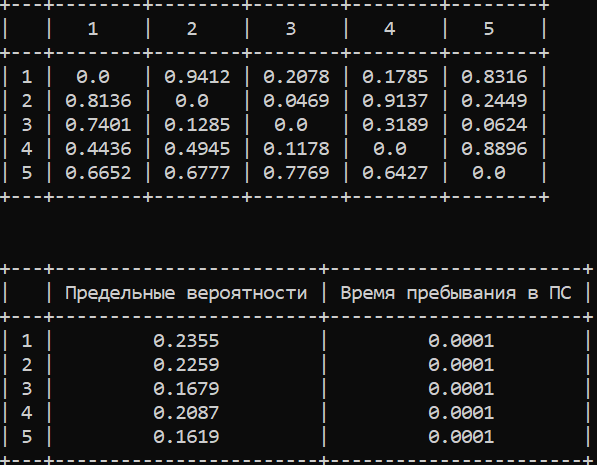 +---+--------+--------+--------+--------+--------+
|   |   1    |   2    |   3    |   4    |   5    |
+---+--------+--------+--------+--------+--------+
| 1 |  0.0   | 0.9412 | 0.2078 | 0.1785 | 0.8316 |
| 2 | 0.8136 |  0.0   | 0.0469 | 0.9137 | 0.2449 |
| 3 | 0.7401 | 0.1285 |  0.0   | 0.3189 | 0.0624 |
| 4 | 0.4436 | 0.4945 | 0.1178 |  0.0   | 0.8896 |
| 5 | 0.6652 | 0.6777 | 0.7769 | 0.6427 |  0.0   |
+---+--------+--------+--------+--------+--------+
+---+-----------------------+----------------------+
|   | Предельные вероятности | Время пребывания в ПС |
+---+-----------------------+----------------------+
| 1 |         0.2355         |        0.0001         |
| 2 |         0.2259         |        0.0001         |
| 3 |         0.1679         |        0.0001         |
| 4 |         0.2087         |        0.0001         |
| 5 |         0.1619         |        0.0001         |
+---+-----------------------+----------------------+